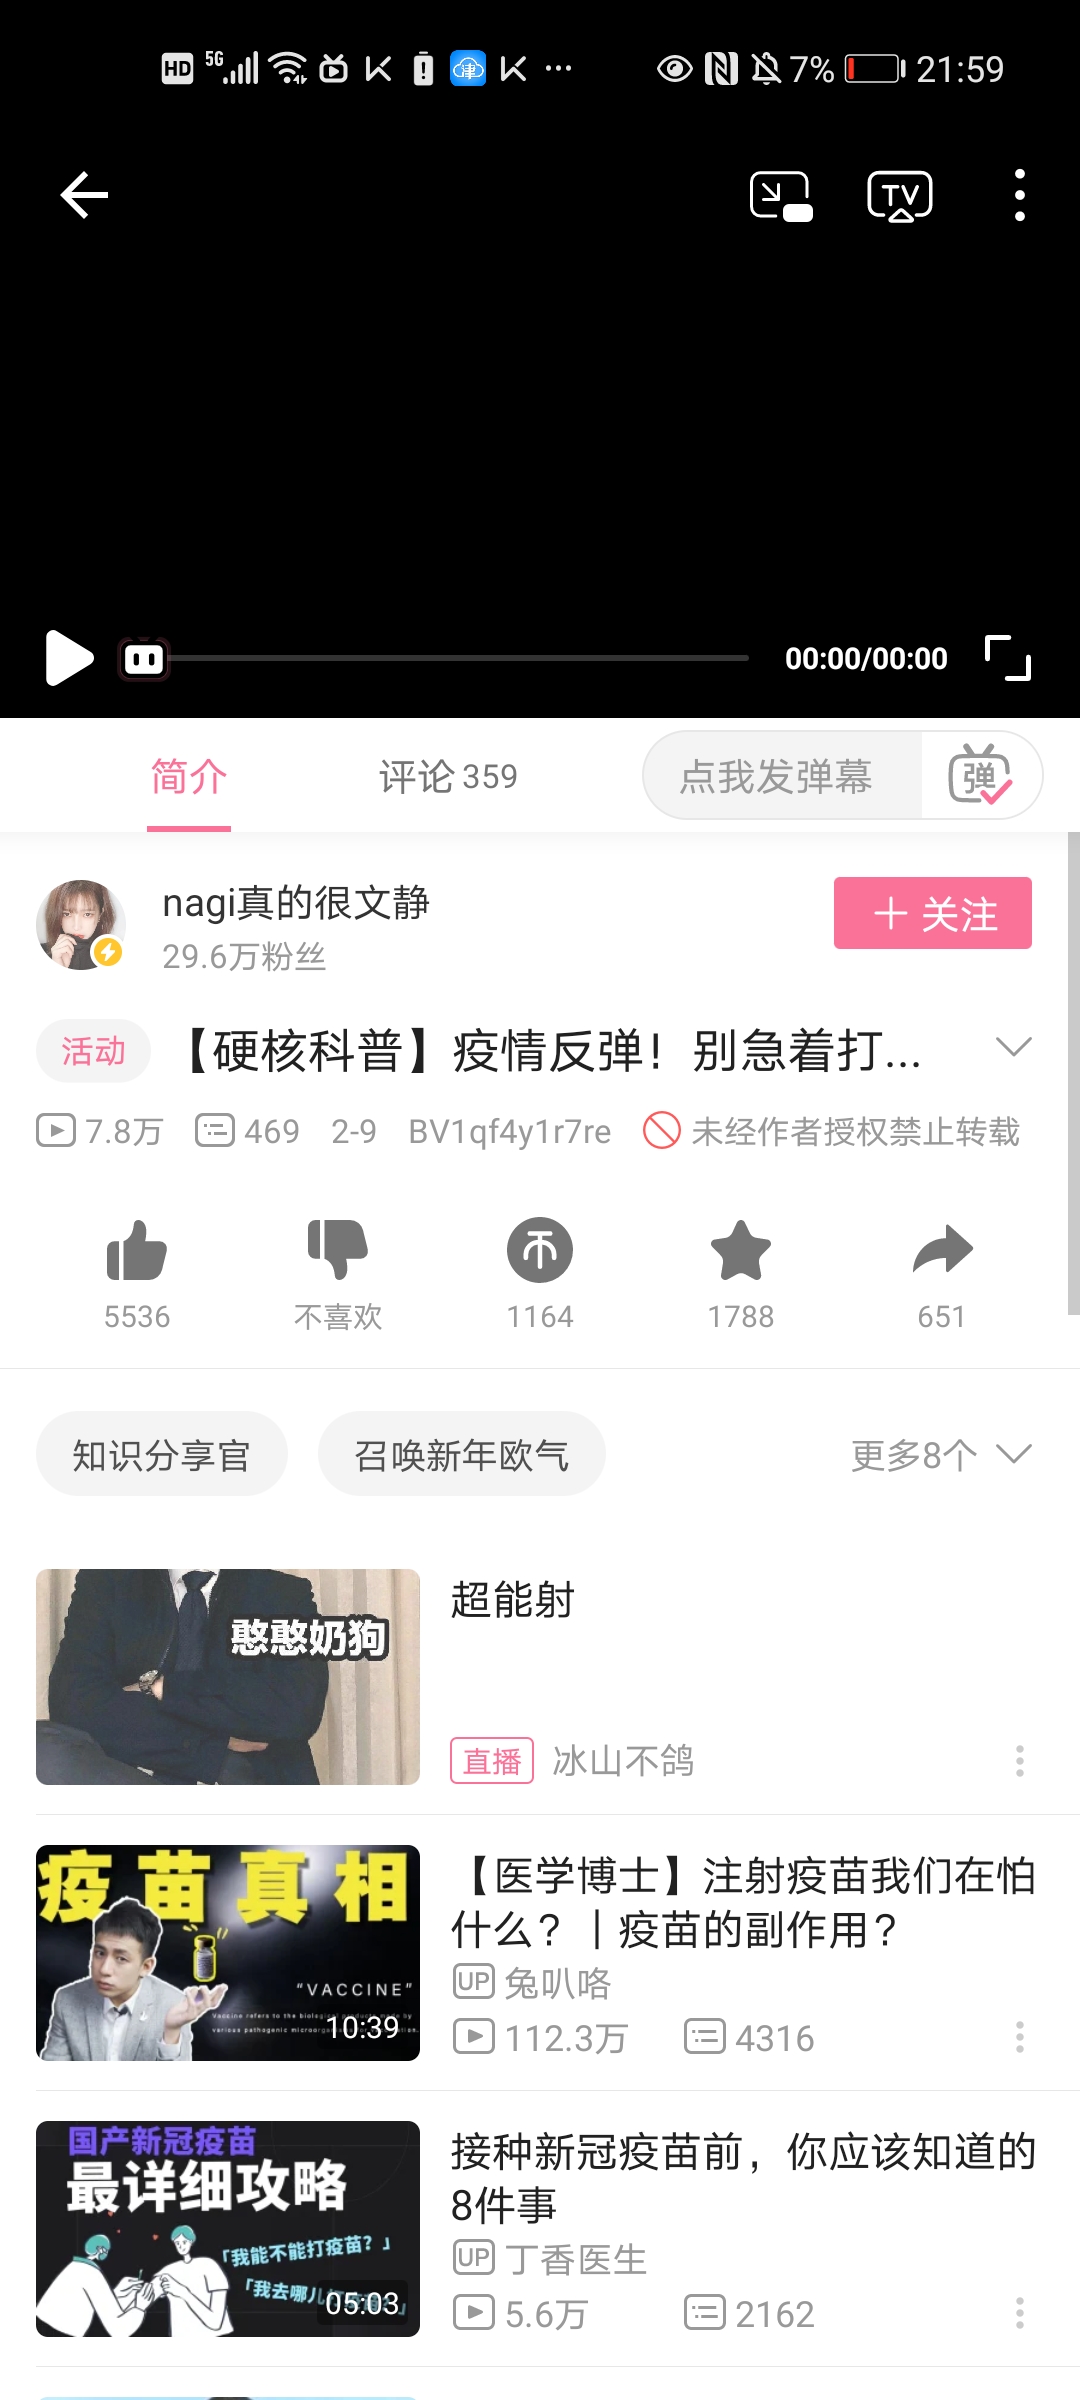 HD 5G 津 7% 21:59
TV
00:00/00:00
简介 评论 359 点我发弹幕 弹
nagi真的很文静
29.6万粉丝
+ 关注
活动 【硬核科普】疫情反弹！别急着打...
7.8万 469 2-9 BV1qf4y1r7re 未经作者授权禁止转载
5536 不喜欢 1164 1788 651
知识分享官 召唤新年欧气 更多8个
憨憨奶狗
超能射
直播 冰山不鸽
疫苗真相
“VACCINE”
10:39
【医学博士】注射疫苗我们在怕
什么？｜疫苗的副作用?
UP 兔叭咯
112.3万 4316
国产新冠疫苗
最详细攻略
「我能不能打疫苗？」
「我去哪儿
05:03
接种新冠疫苗前，你应该知道的
8件事
UP 丁香医生
5.6万 2162